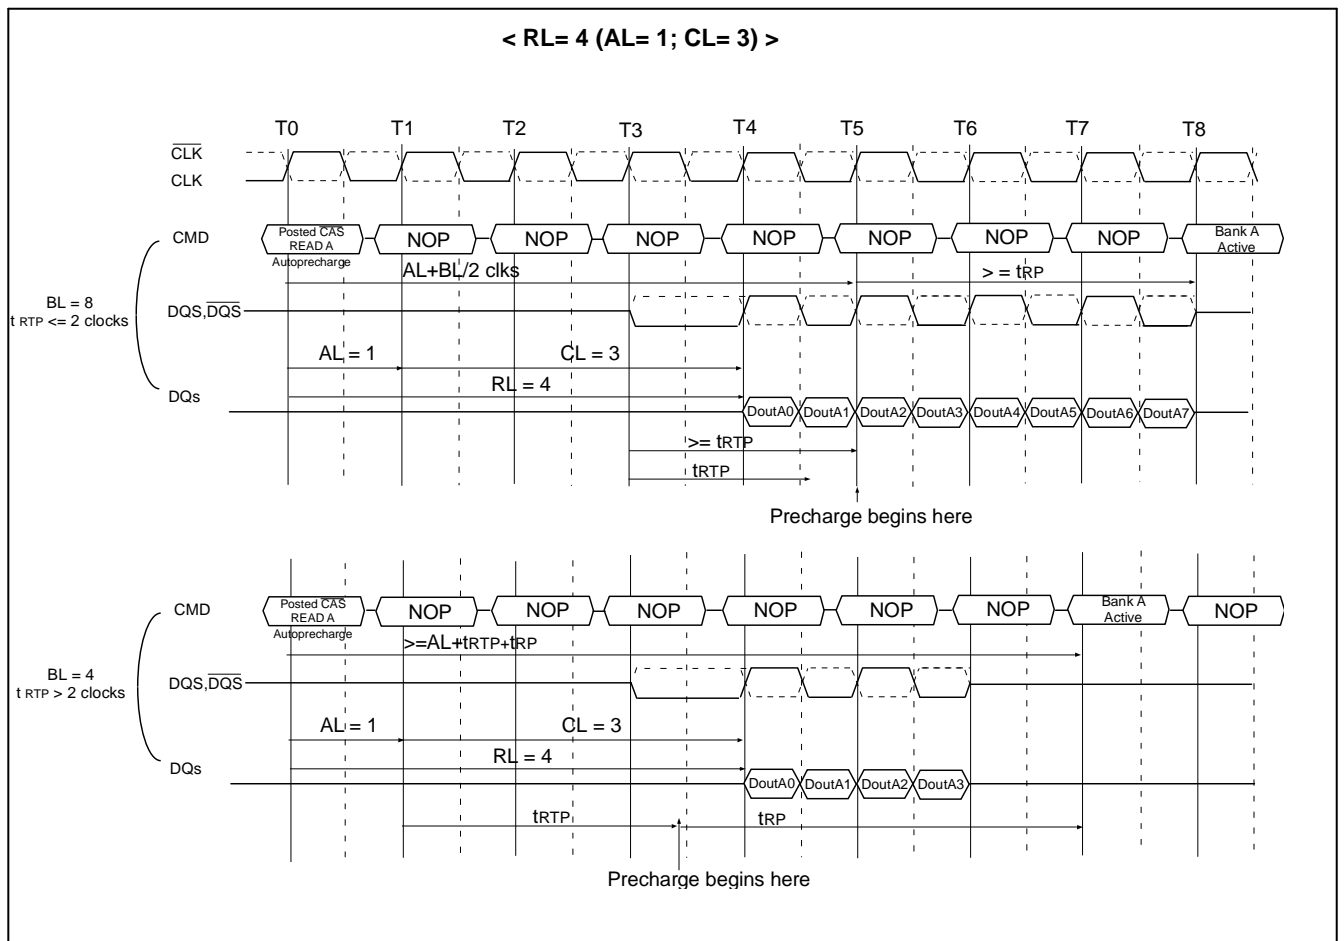 < RL= 4 (AL= 1; CL= 3) >
T0 T1 T2 T3 T4 T5 T6 T7 T8
CLK
CLK
CMD
Posted CAS
READ A
Autoprecharge
NOP NOP NOP NOP NOP NOP NOP
Bank A
Active
AL+BL/2 clks
> = tRP
BL = 8
t RTP <= 2 clocks
DQS,DQS
AL = 1
CL = 3
RL = 4
DQs
DoutA0 DoutA1 DoutA2 DoutA3 DoutA4 DoutA5 DoutA6 DoutA7
>= tRTP
tRTP
Precharge begins here
CMD
Posted CAS
READ A
Autoprecharge
NOP NOP NOP NOP NOP NOP
Bank A
Active
NOP
>=AL+tRTP+tRP
BL = 4
t RTP > 2 clocks
DQS,DQS
AL = 1
CL = 3
RL = 4
DQs
DoutA0 DoutA1 DoutA2 DoutA3
tRTP
tRP
Precharge begins here